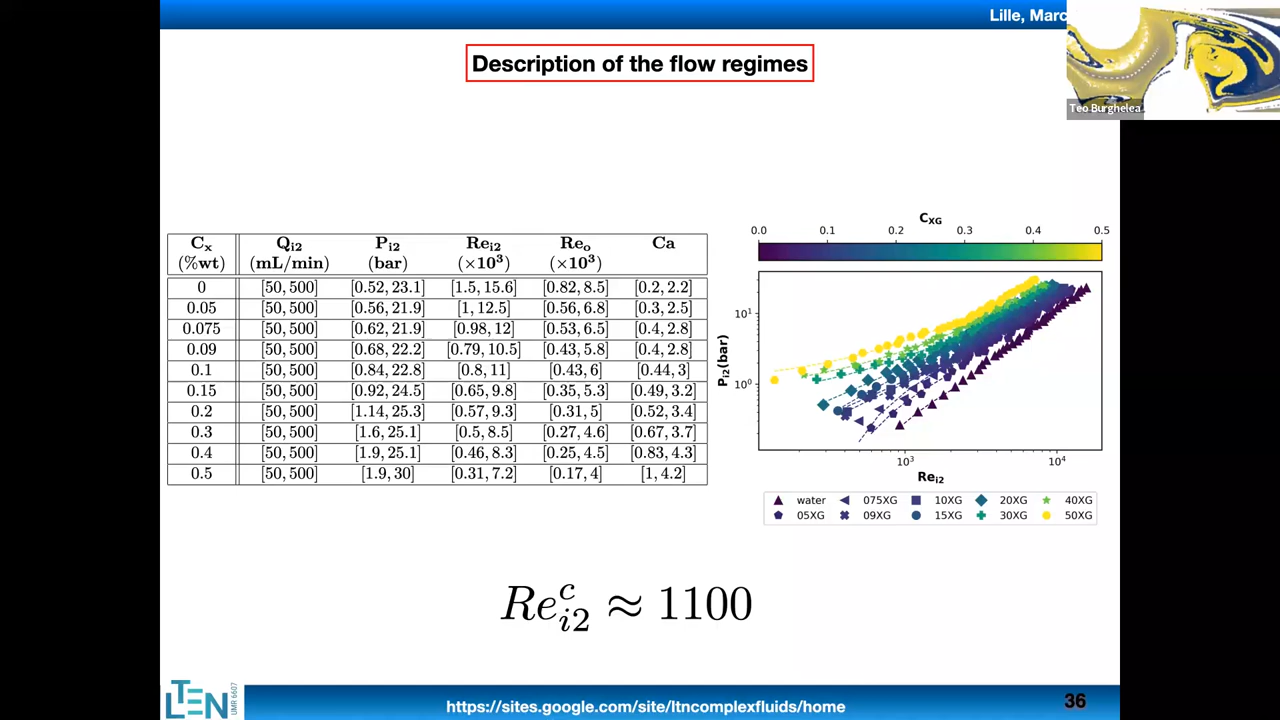 Lille, Marc
Description of the flow regimes
Teo Burghelea
Cx Qi2 Pi2 Rei2 Reo Ca
(%wt) (mL/min) (bar) (×10³) (×10³)
0 [50, 500] [0.52, 23.1] [1.5, 15.6] [0.82, 8.5] [0.2, 2.2]
0.05 [50, 500] [0.56, 21.9] [1, 12.5] [0.56, 6.8] [0.3, 2.5]
0.075 [50, 500] [0.62, 21.9] [0.98, 12] [0.53, 6.5] [0.4, 2.8]
0.09 [50, 500] [0.68, 22.2] [0.79, 10.5] [0.43, 5.8] [0.4, 2.8]
0.1 [50, 500] [0.84, 22.8] [0.8, 11] [0.43, 6] [0.44, 3]
0.15 [50, 500] [0.92, 24.5] [0.65, 9.8] [0.35, 5.3] [0.49, 3.2]
0.2 [50, 500] [1.14, 25.3] [0.57, 9.3] [0.31, 5] [0.52, 3.4]
0.3 [50, 500] [1.6, 25.1] [0.5, 8.5] [0.27, 4.6] [0.67, 3.7]
0.4 [50, 500] [1.9, 25.1] [0.46, 8.3] [0.25, 4.5] [0.83, 4.3]
0.5 [50, 500] [1.9, 30] [0.31, 7.2] [0.17, 4] [1, 4.2]
CXG
0.0 0.1 0.2 0.3 0.4 0.5
Pi2(bar)
10¹
10⁰
10³ 10⁴
Rei2
water 075XG 10XG 20XG 40XG
05XG 09XG 15XG 30XG 50XG
Re^c_i2 ≈ 1100
LTEN
UMR 6607
https://sites.google.com/site/ltncomplexfluids/home
36